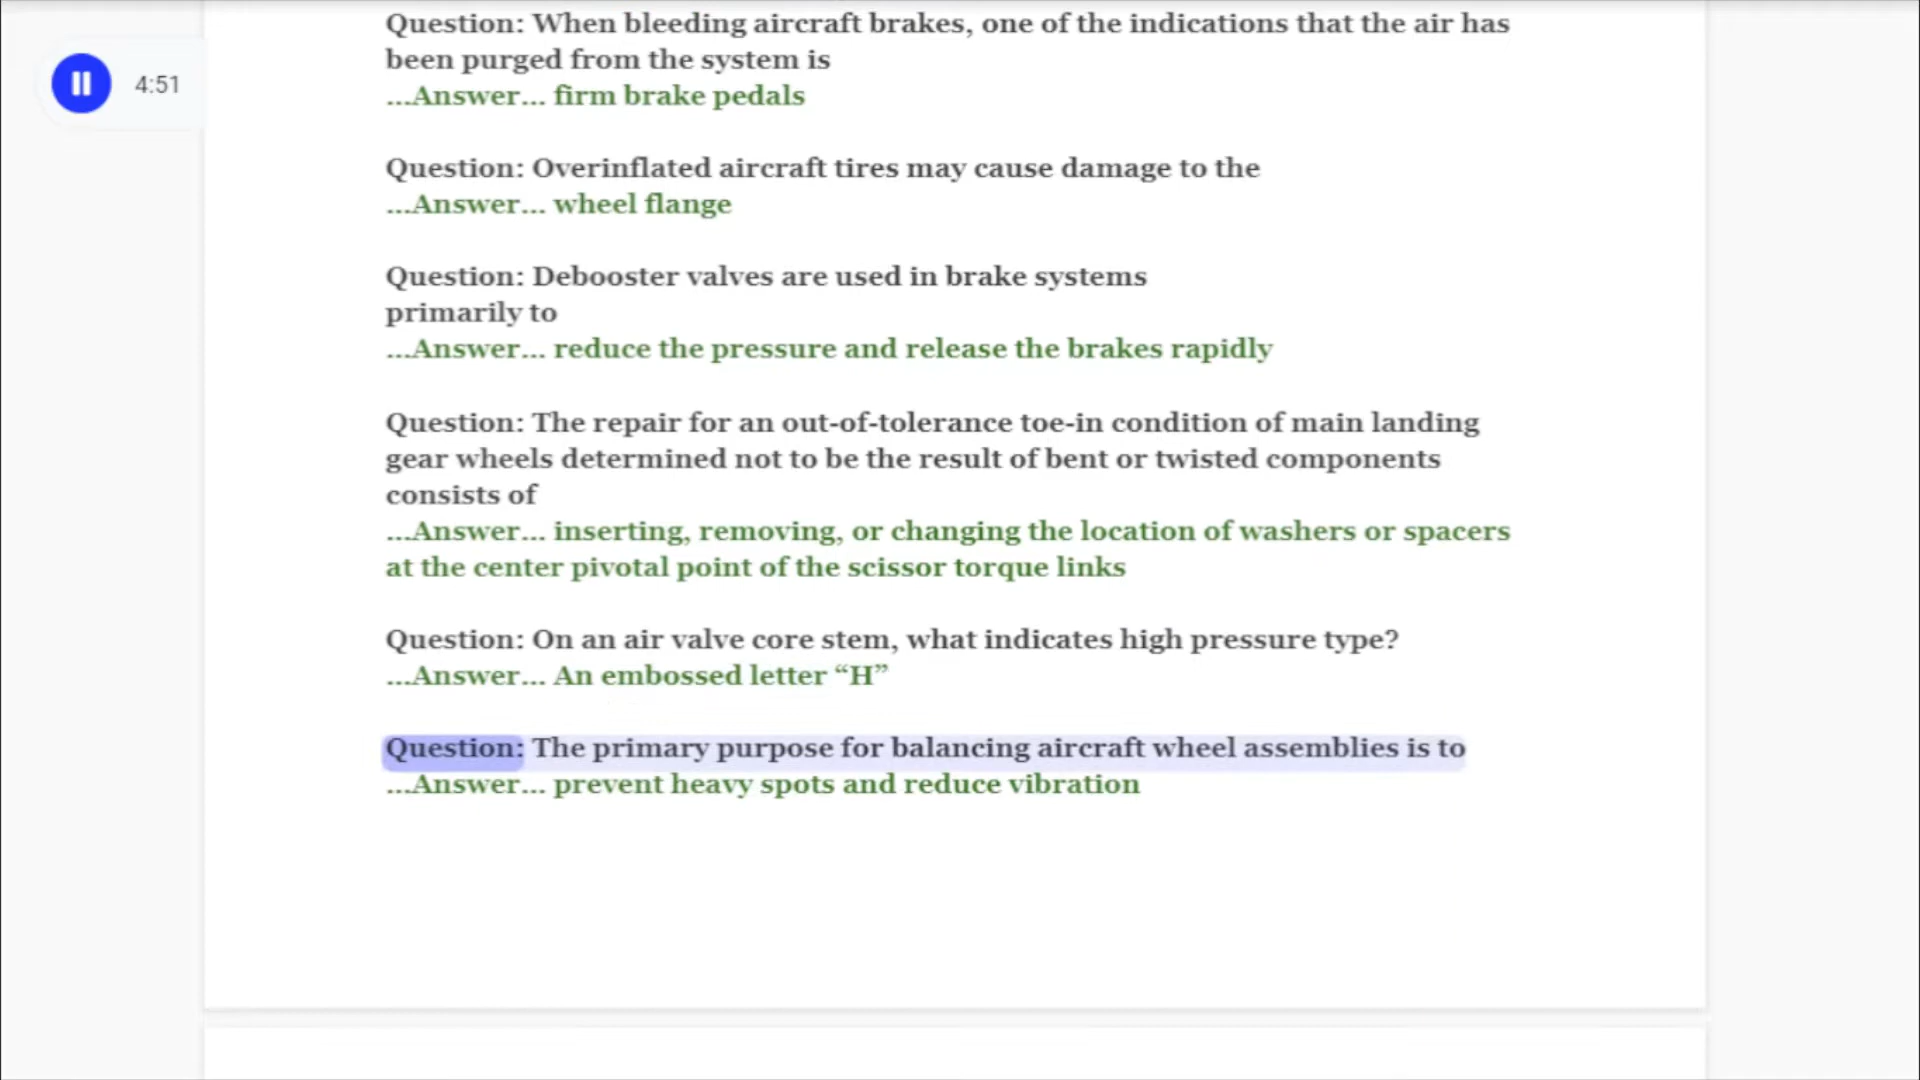 Question: When bleeding aircraft brakes, one of the indications that the air has
been purged from the system is
...Answer... firm brake pedals
4:51
Question: Overinflated aircraft tires may cause damage to the
...Answer... wheel flange
Question: Debooster valves are used in brake systems
primarily to
...Answer... reduce the pressure and release the brakes rapidly
Question: The repair for an out-of-tolerance toe-in condition of main landing
gear wheels determined not to be the result of bent or twisted components
consists of
...Answer... inserting, removing, or changing the location of washers or spacers
at the center pivotal point of the scissor torque links
Question: On an air valve core stem, what indicates high pressure type?
...Answer... An embossed letter “H”
Question: The primary purpose for balancing aircraft wheel assemblies is to
...Answer... prevent heavy spots and reduce vibration